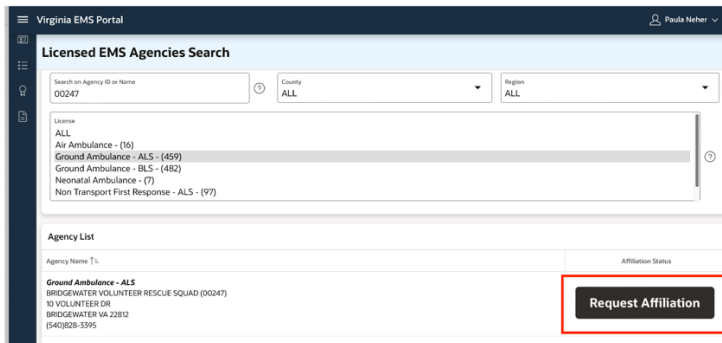 Virginia EMS Portal
Paula Neher
Licensed EMS Agencies Search
Search on Agency ID or Name
00247
County
ALL
Region
ALL
License
ALL
Air Ambulance - (16)
Ground Ambulance - ALS - (459)
Ground Ambulance - BLS - (482)
Neonatal Ambulance - (7)
Non Transport First Response - ALS - (97)
Agency List
Agency Name
Affiliation Status
Ground Ambulance - ALS
BRIDGEWATER VOLUNTEER RESCUE SQUAD (00247)
10 VOLUNTEER DR
BRIDGEWATER VA 22812
(540)828-3395
Request Affiliation